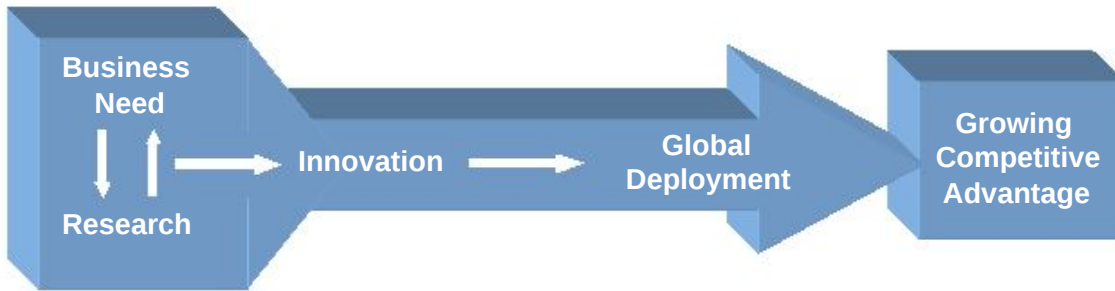 Business
Need
Research
Innovation
Global
Deployment
Growing
Competitive
Advantage